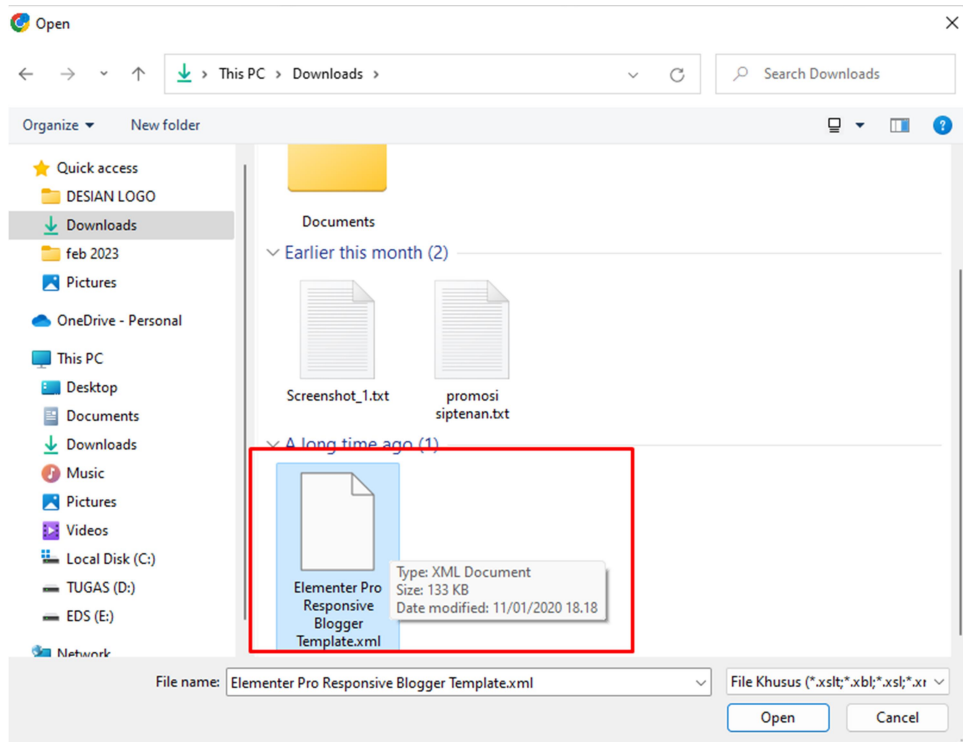 Open
This PC > Downloads >
Search Downloads
Organize
New folder
?
Quick access
DESIAN LOGO
Downloads
feb 2023
Pictures
OneDrive - Personal
This PC
Desktop
Documents
Downloads
Music
Pictures
Videos
Local Disk (C:)
TUGAS (D:)
EDS (E:)
Network
Documents
Earlier this month (2)
Screenshot_1.txt
promosi
siptenan.txt
A long time ago (1)
Elementer Pro
Responsive
Blogger
Template.xml
Type: XML Document
Size: 133 KB
Date modified: 11/01/2020 18.18
File name:
Elementer Pro Responsive Blogger Template.xml
File Khusus (*.xslt;*.xbl;*.xsl;*.xr
Open
Cancel